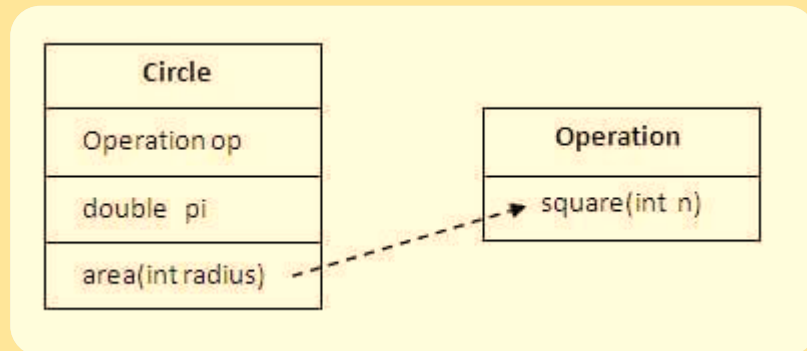 Circle
Operation op
double pi
area(int radius)
Operation
square(int n)